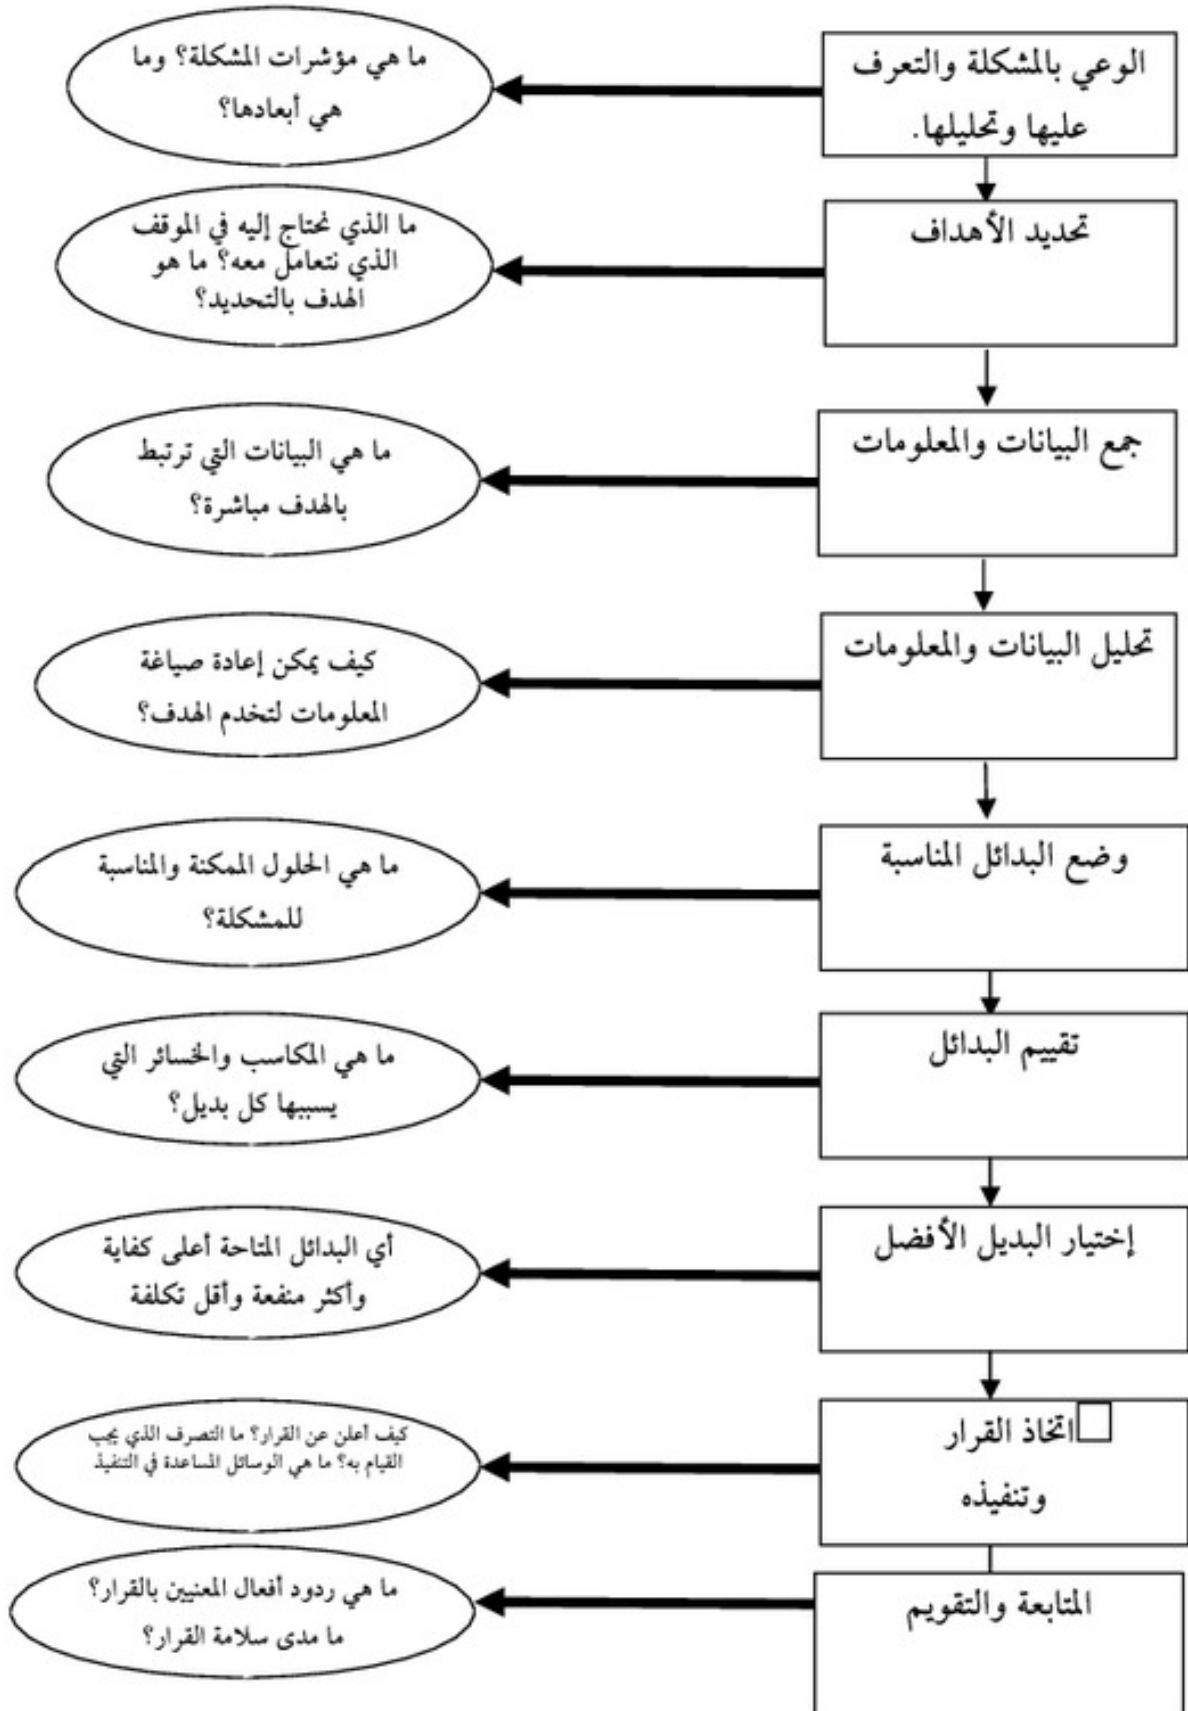 الوعي بالمشكلة والتعرف
عليها وتحليلها.
ما هي مؤشرات المشكلة؟ وما
هي أبعادها؟
تحديد الأهداف
ما الذي نحتاج إليه في الموقف
الذي نتعامل معه؟ ما هو
الهدف بالتحديد؟
جمع البيانات والمعلومات
ما هي البيانات التي ترتبط
بالهدف مباشرة؟
تحليل البيانات والمعلومات
كيف يمكن إعادة صياغة
المعلومات لتخدم الهدف؟
وضع البدائل المناسبة
ما هي الحلول الممكنة والمناسبة
للمشكلة؟
تقييم البدائل
ما هي المكاسب والخسائر التي
يسببها كل بديل؟
إختيار البديل الأفضل
أي البدائل المتاحة أعلى كفاية
وأكثر منفعة وأقل تكلفة
اتخاذ القرار
وتنفيذه
كيف أعلن عن القرار؟ ما التصرف الذي يجب
القيام به؟ ما هي الوسائل المساعدة في التنفيذ
المتابعة والتقويم
ما هي ردود أفعال المعنيين بالقرار؟
ما مدى سلامة القرار؟